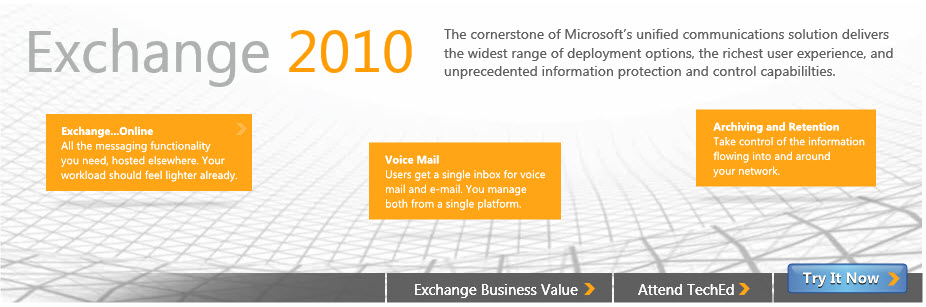 Exchange 2010
The cornerstone of Microsoft's unified communications solution delivers
the widest range of deployment options, the richest user experience, and
unprecedented information protection and control capabililties.
Exchange...Online
All the messaging functionality
you need, hosted elsewhere. Your
workload should feel lighter already.
Voice Mail
Users get a single inbox for voice
mail and e-mail. You manage
both from a single platform.
Archiving and Retention
Take control of the information
flowing into and around
your network.
Exchange Business Value
Attend TechEd
Try It Now